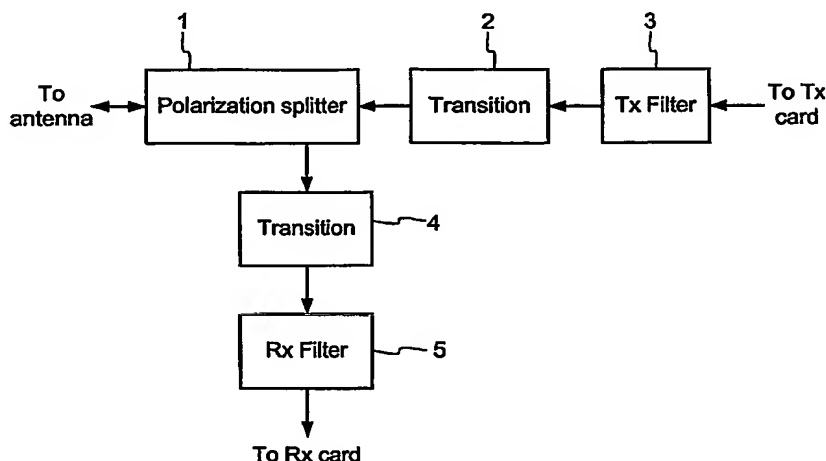 1
2
3
To
antenna
Polarization splitter
Transition
Tx Filter
To Tx
card
Transition
4
Rx Filter
5
To Rx card